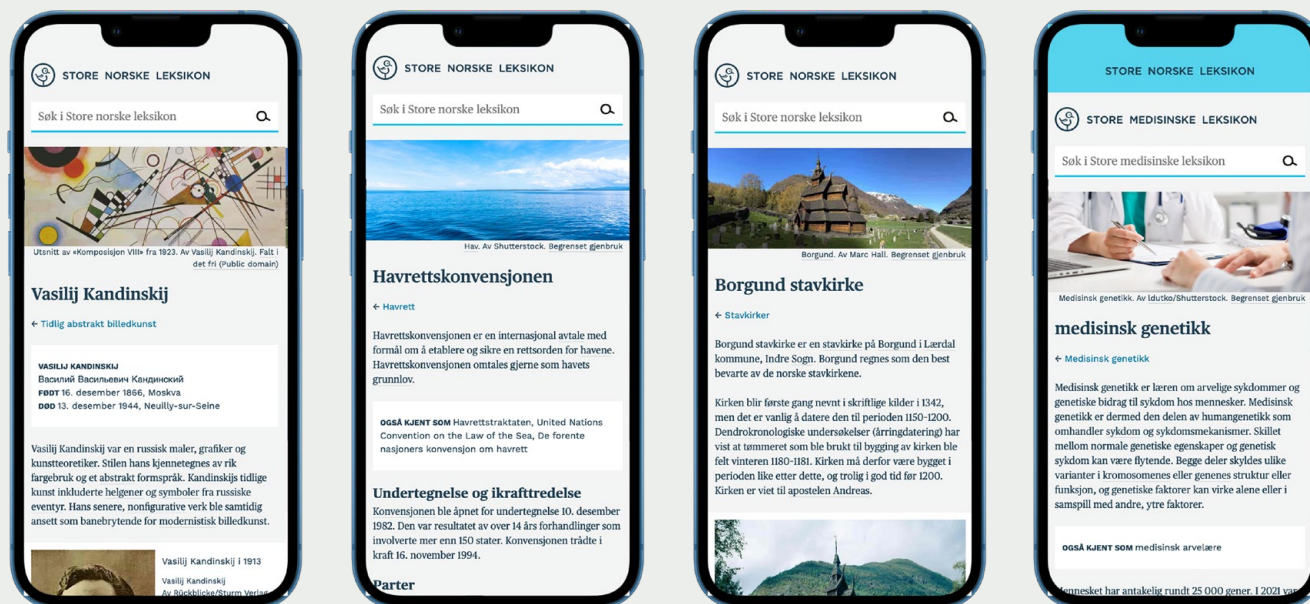 STORE NORSKE LEKSIKON
Søk i Store norske leksikon
Utsnitt av «Komposisjon VIII» fra 1923. Av Vasilij Kandinskij. Falt i
det fri (Public domain)
Vasilij Kandinskij
← Tidlig abstrakt billedkunst
VASILIJ KANDINSKIJ
Василий Васильевич Кандинский
FØDT 16. desember 1866, Moskva
DØD 13. desember 1944, Neuilly-sur-Seine
Vasilij Kandinskij var en russisk maler, grafiker og
kunstteoretiker. Stilen hans kjennetegnes av rik
fargebruk og et abstrakt formspråk. Kandinskijs tidlige
kunst inkluderte helgener og symboler fra russiske
eventyr. Hans senere, nonfigurative verk ble samtidig
ansett som banebrytende for modernistisk billedkunst.
Vasilij Kandinskij i 1913
Vasilij Kandinskij
Av Rückblicke/Sturm Verlag
STORE NORSKE LEKSIKON
Søk i Store norske leksikon
Hav. Av Shutterstock. Begrenset gjenbruk
Havrettskonvensjonen
← Havrett
Havrettskonvensjonen er en internasjonal avtale med
formål om å etablere og sikre en rettsorden for havene.
Havrettskonvensjonen omtales gjerne som havets
grunnlov.
OGSÅ KJENT SOM Havrettstraktaten, United Nations
Convention on the Law of the Sea, De forente
nasjoners konvensjon om havrett
Undertegnelse og ikrafttredelse
Konvensjonen ble åpnet for undertegnelse 10. desember
1982. Den var resultatet av over 14 års forhandlinger som
involverte mer enn 150 stater. Konvensjonen trådte i
kraft 16. november 1994.
Parter
STORE NORSKE LEKSIKON
Søk i Store norske leksikon
Borgund. Av Marc Hall. Begrenset gjenbruk
Borgund stavkirke
← Stavkirker
Borgund stavkirke er en stavkirke på Borgund i Lærdal
kommune, Indre Sogn. Borgund regnes som den best
bevarte av de norske stavkirkene.
Kirken blir første gang nevnt i skriftlige kilder i 1342,
men det er vanlig å datere den til perioden 1150-1200.
Dendrokronologiske undersøkelser (årringdatering) har
vist at tømmeret som ble brukt til bygging av kirken ble
felt vinteren 1180-1181. Kirken må derfor være bygget i
perioden like etter dette, og trolig i god tid før 1200.
Kirken er viet til apostelen Andreas.
STORE NORSKE LEKSIKON
STORE MEDISINSKE LEKSIKON
Søk i Store medisinske leksikon
Medisinsk genetikk. Av ldutko/Shutterstock. Begrenset gjenbruk
medisinsk genetikk
← Medisinsk genetikk
Medisinsk genetikk er læren om arvelige sykdommer og
genetiske bidrag til sykdom hos mennesker. Medisinsk
genetikk er dermed den delen av humangenetikk som
omhandler sykdom og sykdomsmekanismer. Skillet
mellom normale genetiske egenskaper og genetisk
sykdom kan være flytende. Begge deler skyldes ulike
varianter i kromosomenes eller genenes struktur eller
funksjon, og genetiske faktorer kan virke alene eller i
samspill med andre, ytre faktorer.
OGSÅ KJENT SOM medisinsk arvelære
Mennesket har antakelig rundt 25 000 gener. I 2021 var